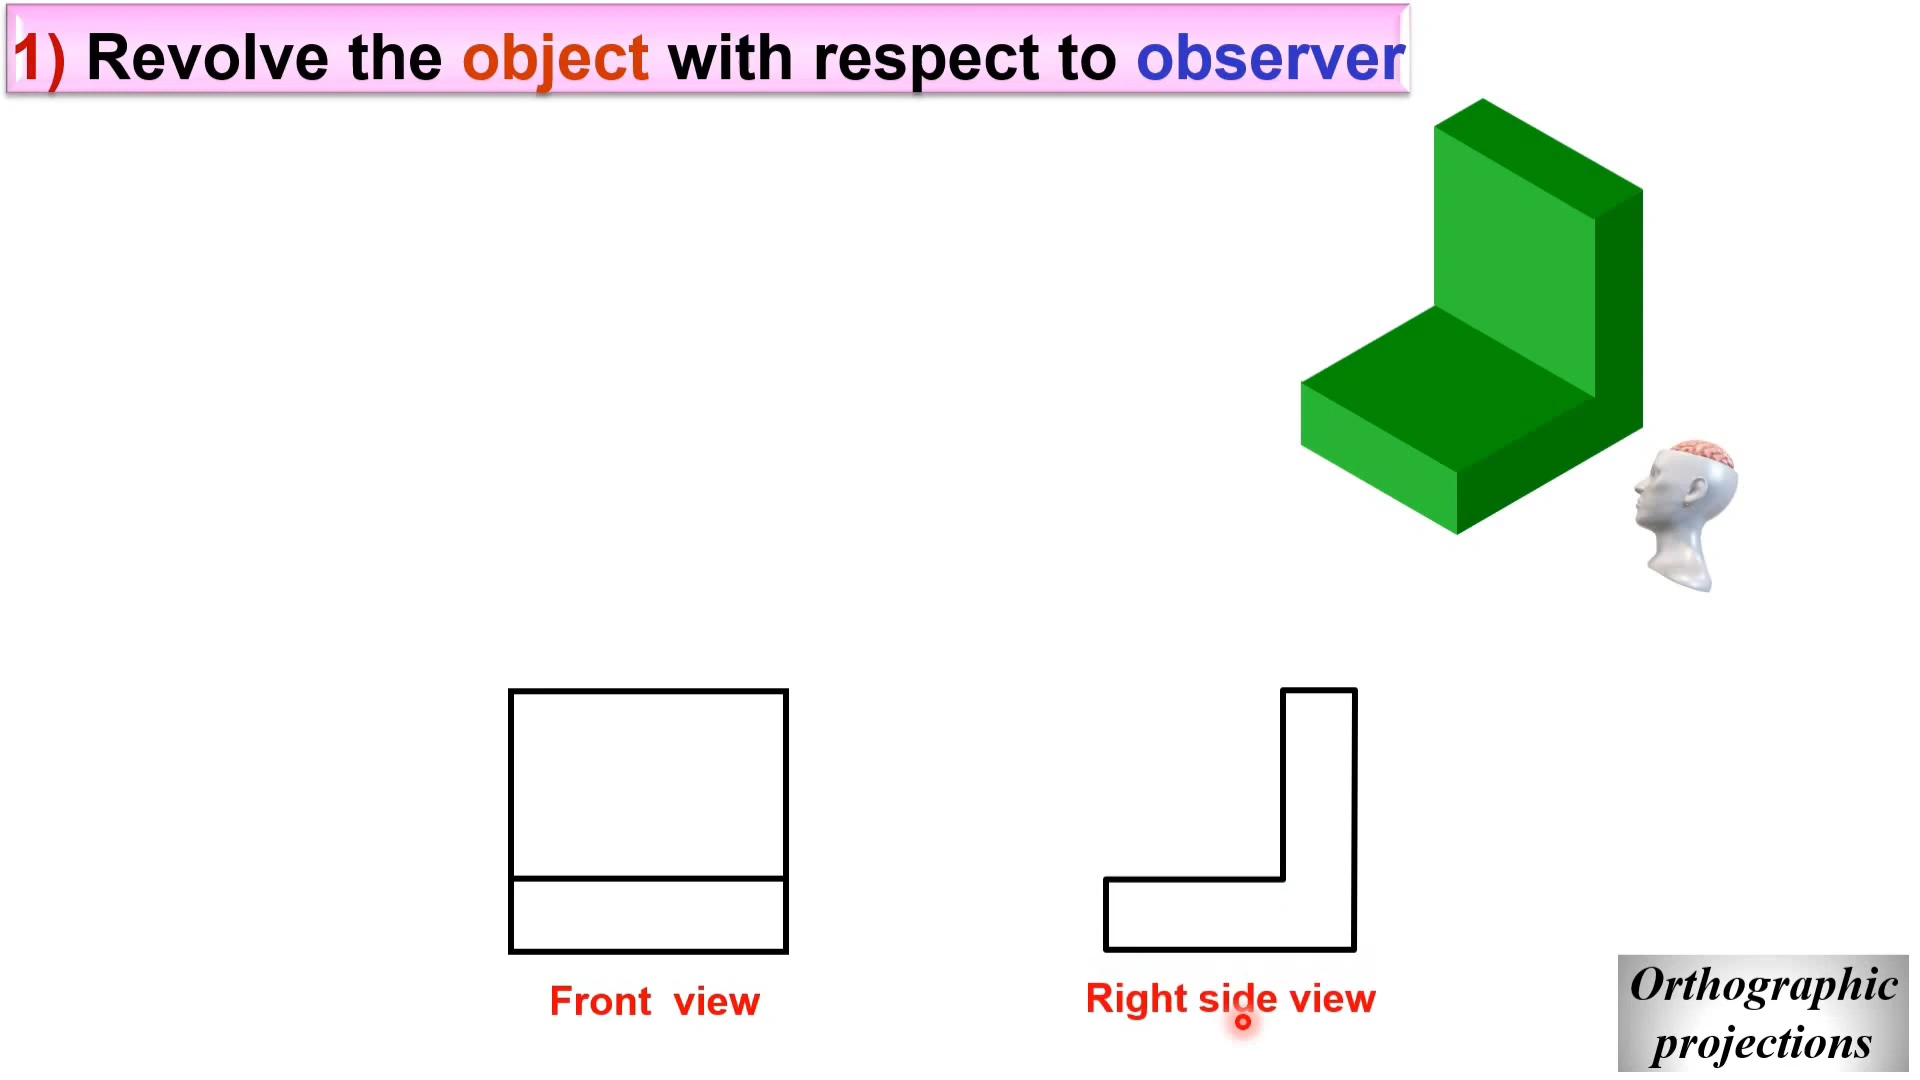 1) Revolve the object with respect to observer
Front view
Right side view
Orthographic
projections